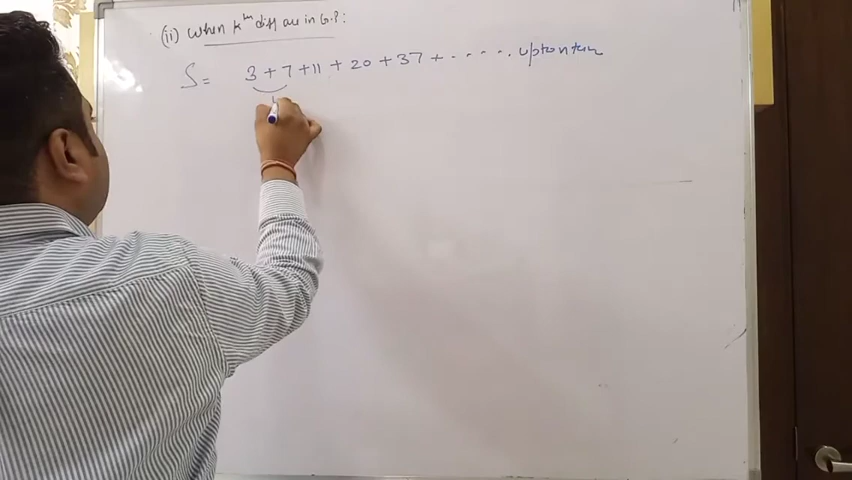 (ii) When Kth diff are in G.P:
S = 3 + 7 + 11 + 20 + 37 + ....... upto n term